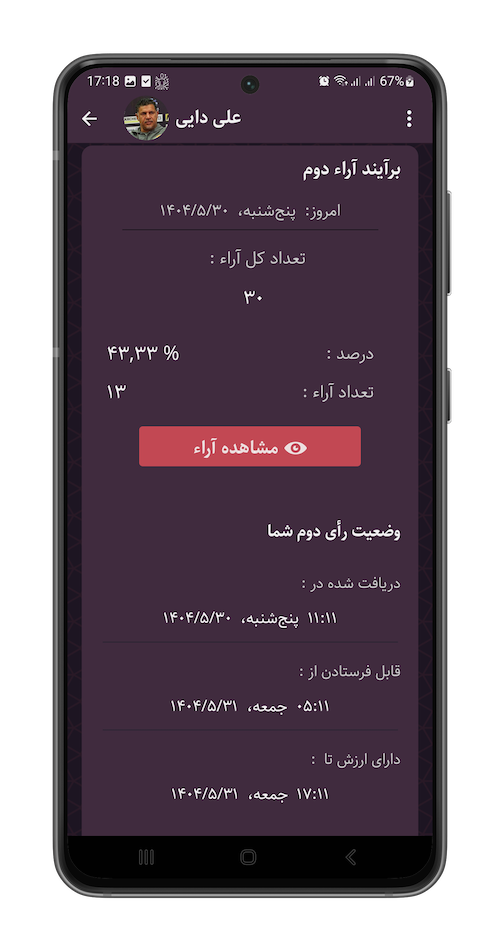 17:18 67%
علی دایی
برآیند آراء دوم
امروز: پنج‌شنبه، ۱۴۰۴/۵/۳۰
تعداد کل آراء :
۳۰
درصد : ۴۳,۳۳ %
تعداد آراء : ۱۳
مشاهده آراء
وضعیت رأی دوم شما
دریافت شده در :
۱۱:۱۱ پنج‌شنبه، ۱۴۰۴/۵/۳۰
قابل فرستادن از :
۰۵:۱۱ جمعه، ۱۴۰۴/۵/۳۱
دارای ارزش تا :
۱۷:۱۱ جمعه، ۱۴۰۴/۵/۳۱